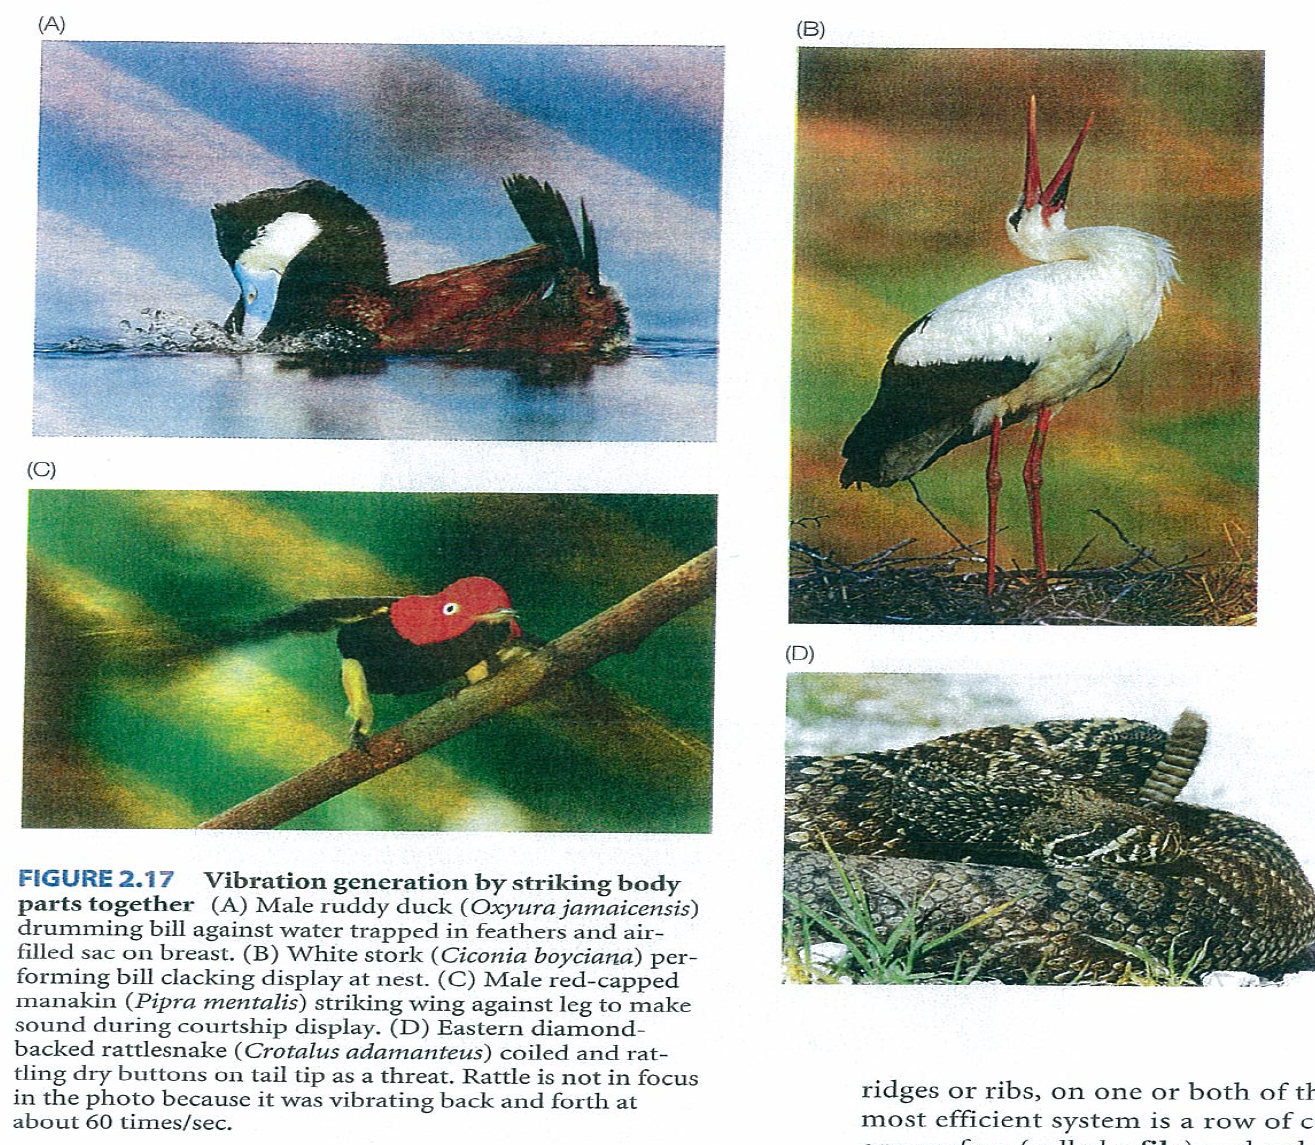 (A)
(B)
(C)
(D)
FIGURE 2.17 Vibration generation by striking body
parts together (A) Male ruddy duck (Oxyura jamaicensis)
drumming bill against water trapped in feathers and air-
filled sac on breast. (B) White stork (Ciconia boyciana) per-
forming bill clacking display at nest. (C) Male red-capped
manakin (Pipra mentalis) striking wing against leg to make
sound during courtship display. (D) Eastern diamond-
backed rattlesnake (Crotalus adamanteus) coiled and rat-
tling dry buttons on tail tip as a threat. Rattle is not in focus
in the photo because it was vibrating back and forth at
about 60 times/sec.
ridges or ribs, on one or both of th
most efficient system is a row of c